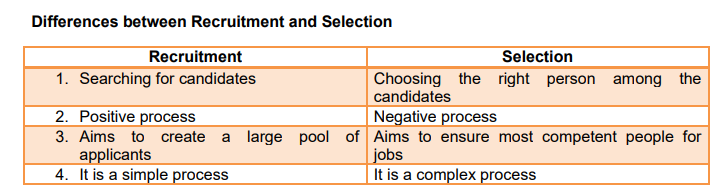 Differences between Recruitment and Selection
Recruitment Selection
1. Searching for candidates Choosing the right person among the
candidates
2. Positive process Negative process
3. Aims to create a large pool of Aims to ensure most competent people for
applicants jobs
4. It is a simple process It is a complex process